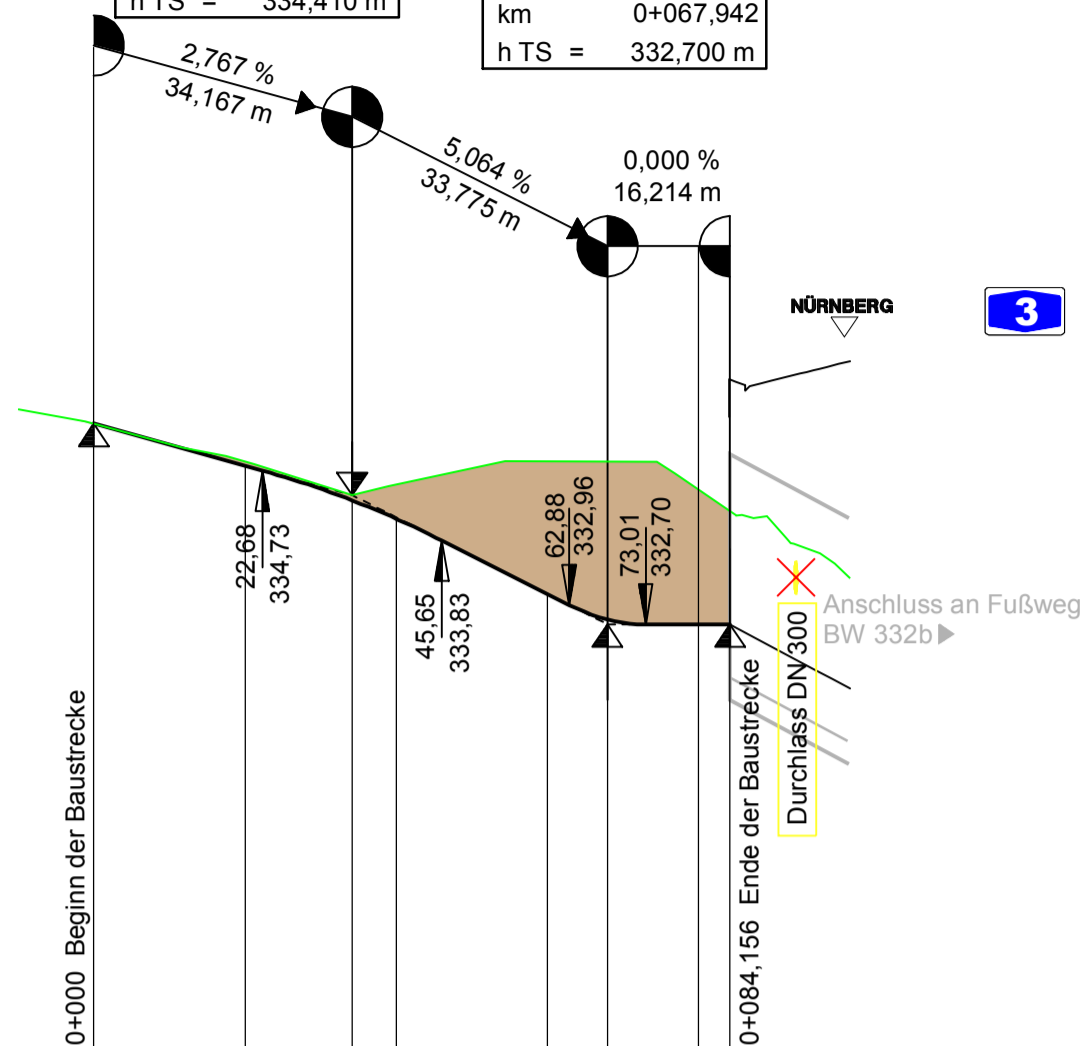 h TS = 334,410 m
km 0+067,942
h TS = 332,700 m
2,767 %
34,167 m
5,064 %
33,775 m
0,000 %
16,214 m
NÜRNBERG
3
22,68
334,73
45,65
333,83
62,88
332,96
73,01
332,70
Anschluss an Fußweg
BW 332b
Durchlass DN 300
0+000 Beginn der Baustrecke
0+084,156 Ende der Baustrecke